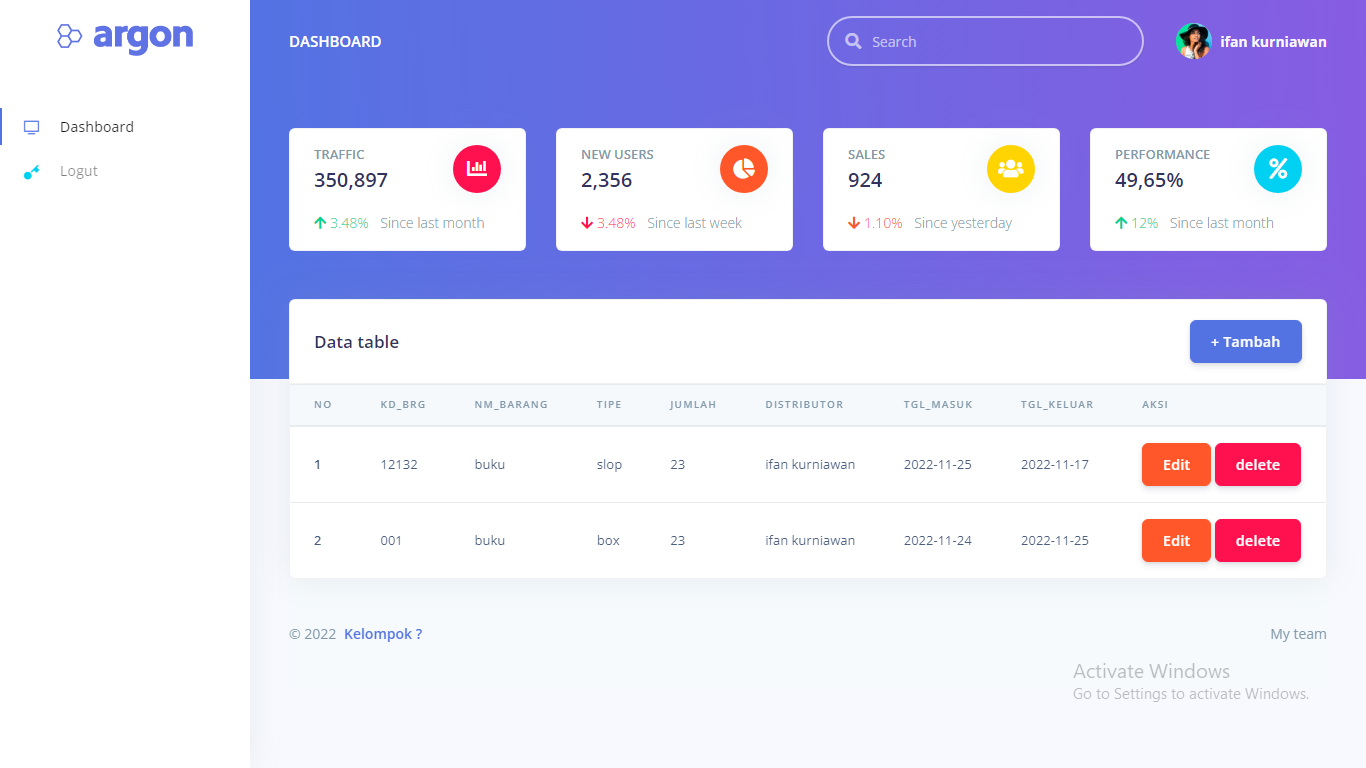 argon
Dashboard
Logut
DASHBOARD
Search
ifan kurniawan
TRAFFIC
350,897
3.48% Since last month
NEW USERS
2,356
3.48% Since last week
SALES
924
1.10% Since yesterday
PERFORMANCE
49,65%
12% Since last month
Data table
+ Tambah
NO KD_BRG NM_BARANG TIPE JUMLAH DISTRIBUTOR TGL_MASUK TGL_KELUAR AKSI
1 12132 buku slop 23 ifan kurniawan 2022-11-25 2022-11-17 Edit delete
2 001 buku box 23 ifan kurniawan 2022-11-24 2022-11-25 Edit delete
© 2022 Kelompok ?
My team
Activate Windows
Go to Settings to activate Windows.